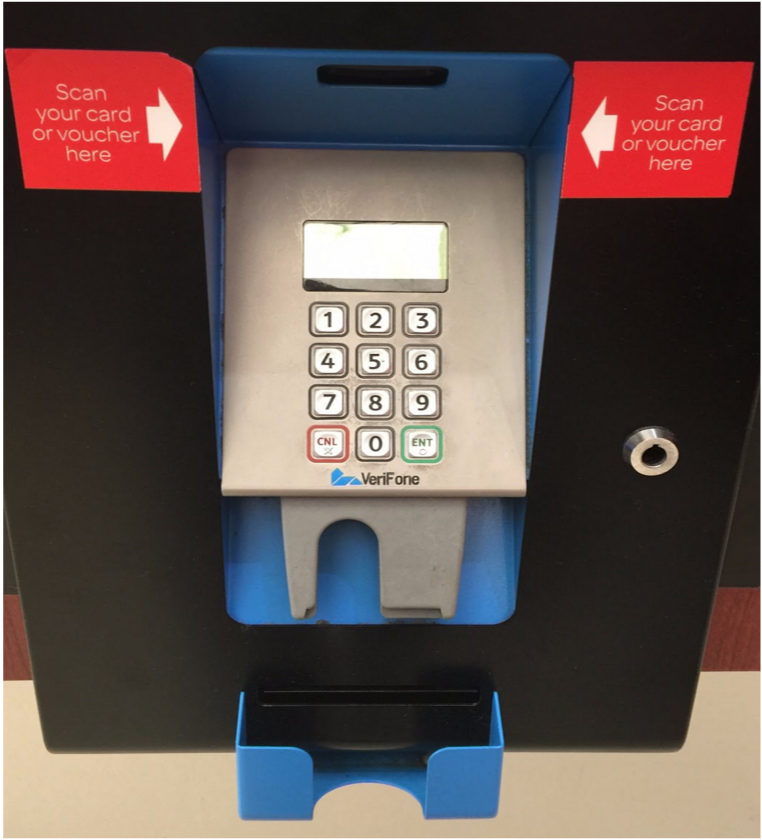 Scan
your card
or voucher
here
Scan
your card
or voucher
here
1 2 3
4 5 6
7 8 9
CNL 0 ENT
VeriFone